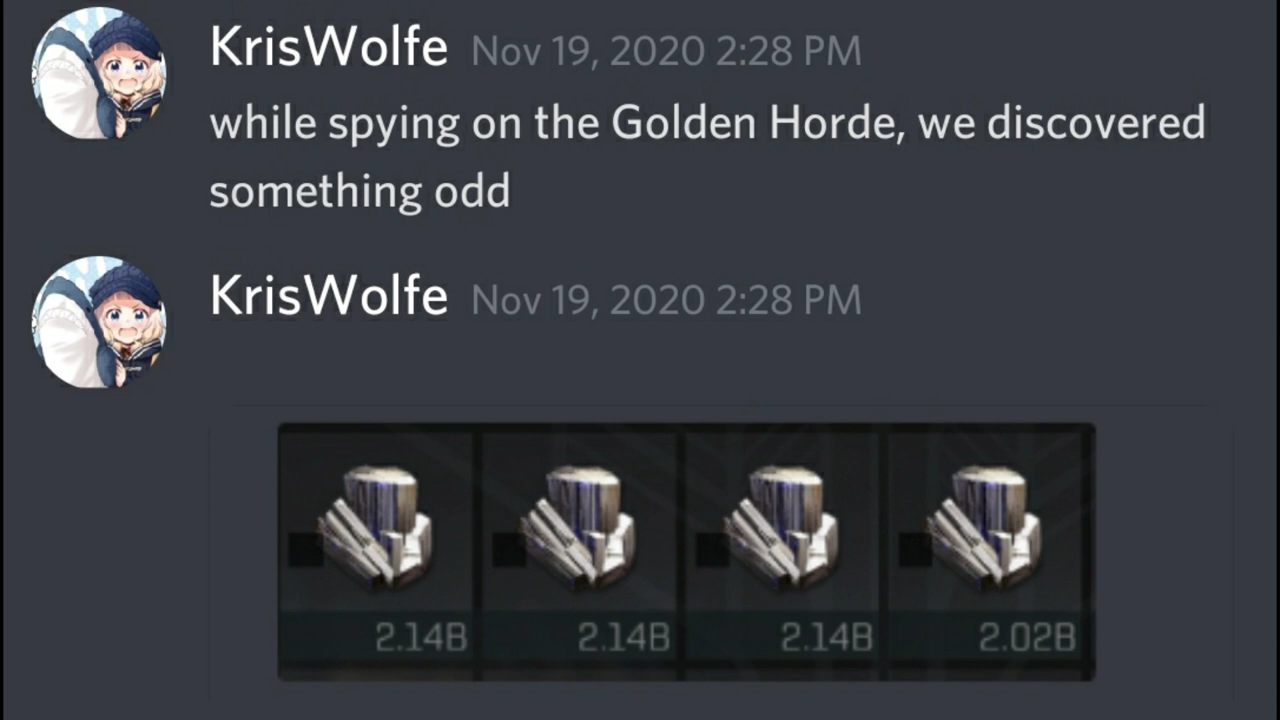 KrisWolfe Nov 19, 2020 2:28 PM
while spying on the Golden Horde, we discovered
something odd
KrisWolfe Nov 19, 2020 2:28 PM
2.14B 2.14B 2.14B 2.02B